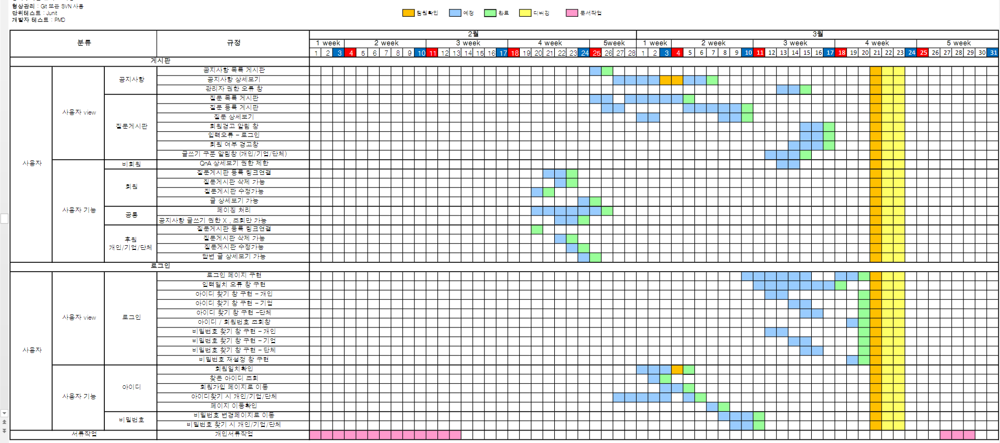 형상관리 : Git 또는 SVN 사용
단위테스트 : Junit
개발자 테스트 : PMD
팀원확인 예정 완료 디버깅 문서작업
분류 규정 2월 3월
1 week 2 week 3 week 4 week 5week 1 week 2 week 3 week 4 week 5 week
1 2 3 4 5 6 7 8 9 10 11 12 13 14 15 16 17 18 19 20 21 22 23 24 25 26 27 28 1 2 3 4 5 6 7 8 9 10 11 12 13 14 15 16 17 18 19 20 21 22 23 24 25 26 27 28 29 30 31
게시판
사용자
사용자 view
공지사항
공지사항 목록 게시판
공지사항 상세보기
관리자 권한 오류 창
질문게시판
질문 목록 게시판
질문 등록 게시판
질문 상세보기
회원경고 알림 창
입력오류 – 로그인
회원 여부 경고창
글쓰기 구분 알림창 (개인/기업/단체)
사용자 기능
비회원
QnA 상세보기 권한 제한
회원
질문게시판 등록 링크연결
질문게시판 삭제 가능
질문게시판 수정가능
글 상세보기 가능
공통
페이징 처리
공지사항 글쓰기 권한 X , 조회만 가능
후원
개인/기업/단체
질문게시판 등록 링크연결
질문게시판 삭제 가능
질문게시판 수정가능
답변 글 상세보기 가능
로그인
사용자
사용자 view
로그인
로그인 페이지 구현
입력일치 오류 창 구현
아이디 찾기 창 구현 – 개인
아이디 찾기 창 구현 – 기업
아이디 찾기 창 구현 –단체
아이디 / 회원번호 조회창
비밀번호 찾기 창 구현 – 개인
비밀번호 찾기 창 구현 – 기업
비밀번호 찾기 창 구현 – 단체
비밀번호 재설정 창 구현
사용자 기능
아이디
회원일치확인
찾은 아이디 조회
회원가입 페이지로 이동
아이디찾기 시 개인/기업/단체
페이지 이동확인
비밀번호
비밀번호 변경페이지로 이동
비밀번호 찾기 시 개인/기업/단체
서류작업 개인서류작업